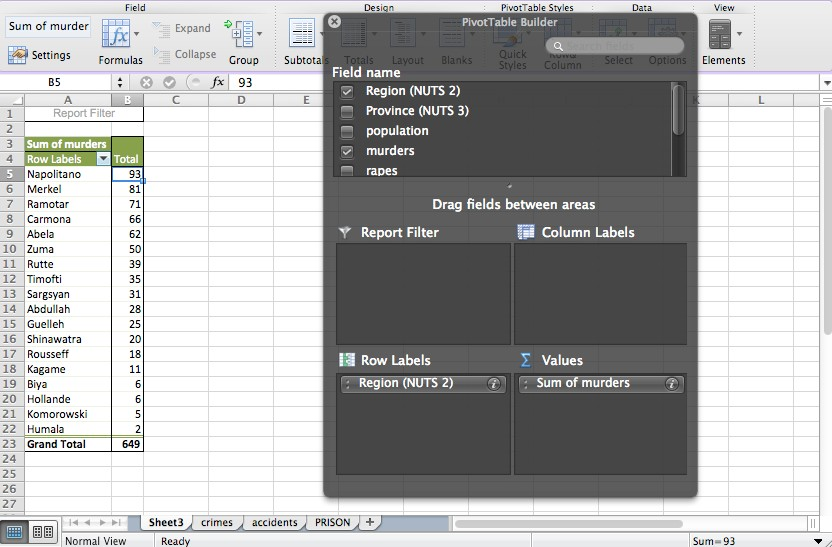 Field Design PivotTable Styles Data View
Sum of murder
Settings
Formulas
Expand
Collapse
Group
Subtotals
Totals
Layout
Blanks
Quick Styles
Column
Select
Options
Elements
B5 fx 93
A B C D E K L
1 Report Filter
2
3 Sum of murders
4 Row Labels Total
5 Napolitano 93
6 Merkel 81
7 Ramotar 71
8 Carmona 66
9 Abela 62
10 Zuma 50
11 Rutte 39
12 Timofti 35
13 Sargsyan 31
14 Abdullah 28
15 Guelleh 25
16 Shinawatra 20
17 Rousseff 18
18 Kagame 11
19 Biya 6
20 Hollande 6
21 Komorowski 5
22 Humala 2
23 Grand Total 649
24
25
26
27
PivotTable Builder
Search fields
Field name
Region (NUTS 2)
Province (NUTS 3)
population
murders
rapes
Drag fields between areas
Report Filter
Column Labels
Row Labels
Values
Region (NUTS 2)
Sum of murders
Sheet3 crimes accidents PRISON +
Normal View Ready Sum=93